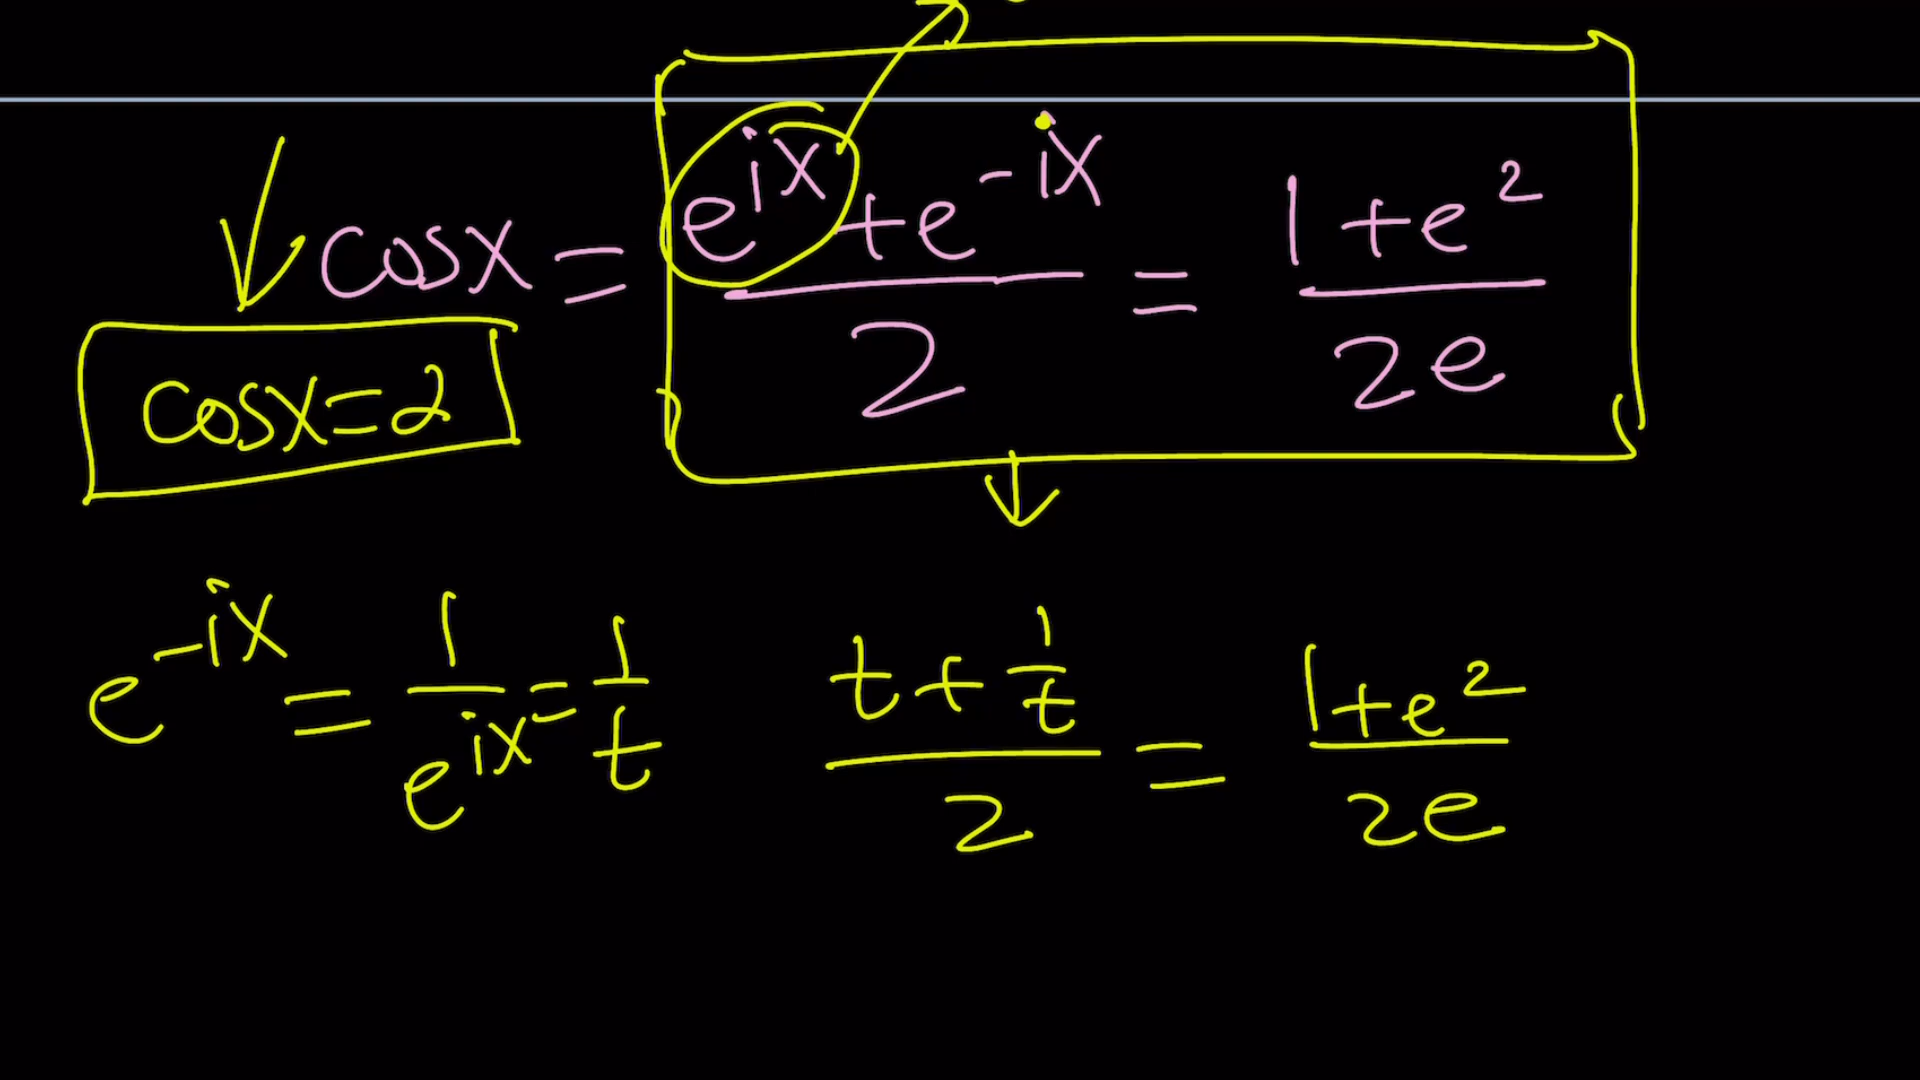 cosx = (e^{ix} + e^{-ix})/2 = (1+e^2)/(2e)
cosx=2
e^{-ix} = 1/e^{ix} = 1/t
(t + 1/t)/2 = (1+e^2)/(2e)